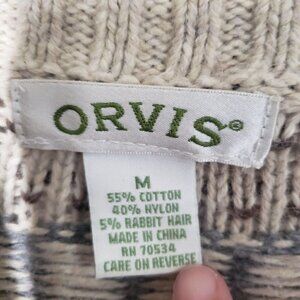 ORVIS®
M
55% COTTON
40% NYLON
5% RABBIT HAIR
MADE IN CHINA
RN 70534
CARE ON REVERSE